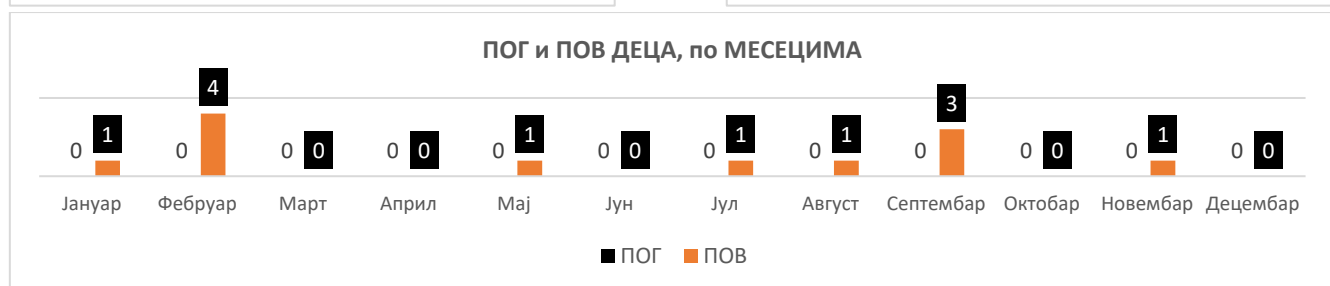 ПОГ и ПОВ ДЕЦА, по МЕСЕЦИМА
0 1 0 4 0 0 0 0 0 1 0 0 0 1 0 1 0 3 0 0 0 1 0 0
Јануар Фебруар Март Април Мај Јун Јул Август Септембар Октобар Новембар Децембар
ПОГ ПОВ